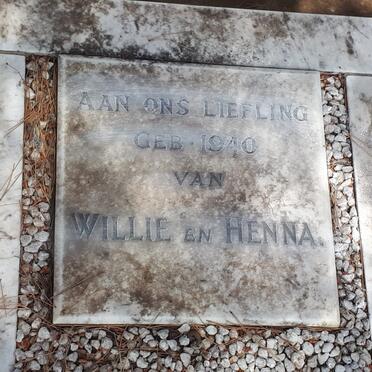 AAN ONS LIEFLING
GEB · 1940
VAN
WILLIE EN HENNA.